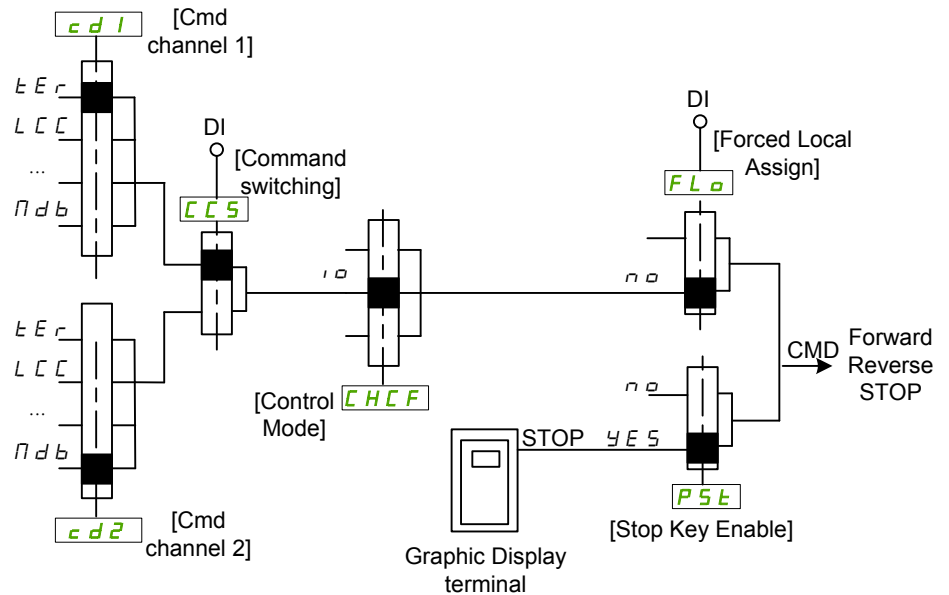 cd1
[Cmd
channel 1]
tEr
LCC
...
Mdb
DI
[Command
switching]
CCS
tEr
LCC
...
Mdb
cd2
[Cmd
channel 2]
io
[Control
Mode]
CHCF
DI
[Forced Local
Assign]
FLo
no
no
STOP
YES
PSt
[Stop Key Enable]
Graphic Display
terminal
CMD
Forward
Reverse
STOP